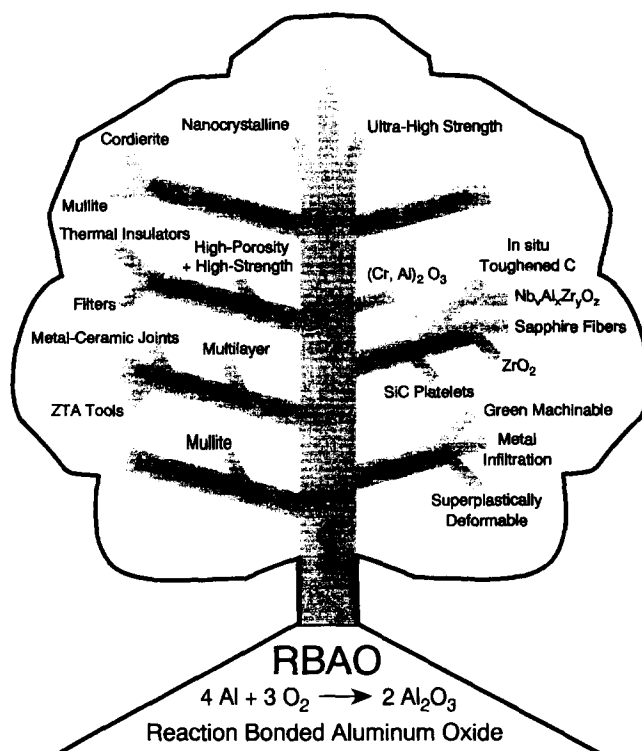 Nanocrystalline
Ultra-High Strength
Cordierite
Mullite
Thermal Insulators
High-Porosity
+ High-Strength
Filters
(Cr, Al)₂ O₃
In situ
Toughened C
NbᵥAlₓZrᵧO_z
Sapphire Fibers
ZrO₂
SiC Platelets
Metal-Ceramic Joints
Multilayer
ZTA Tools
Green Machinable
Metal
Infiltration
Superplastically
Deformable
Mullite
RBAO
4 Al + 3 O₂ → 2 Al₂O₃
Reaction Bonded Aluminum Oxide